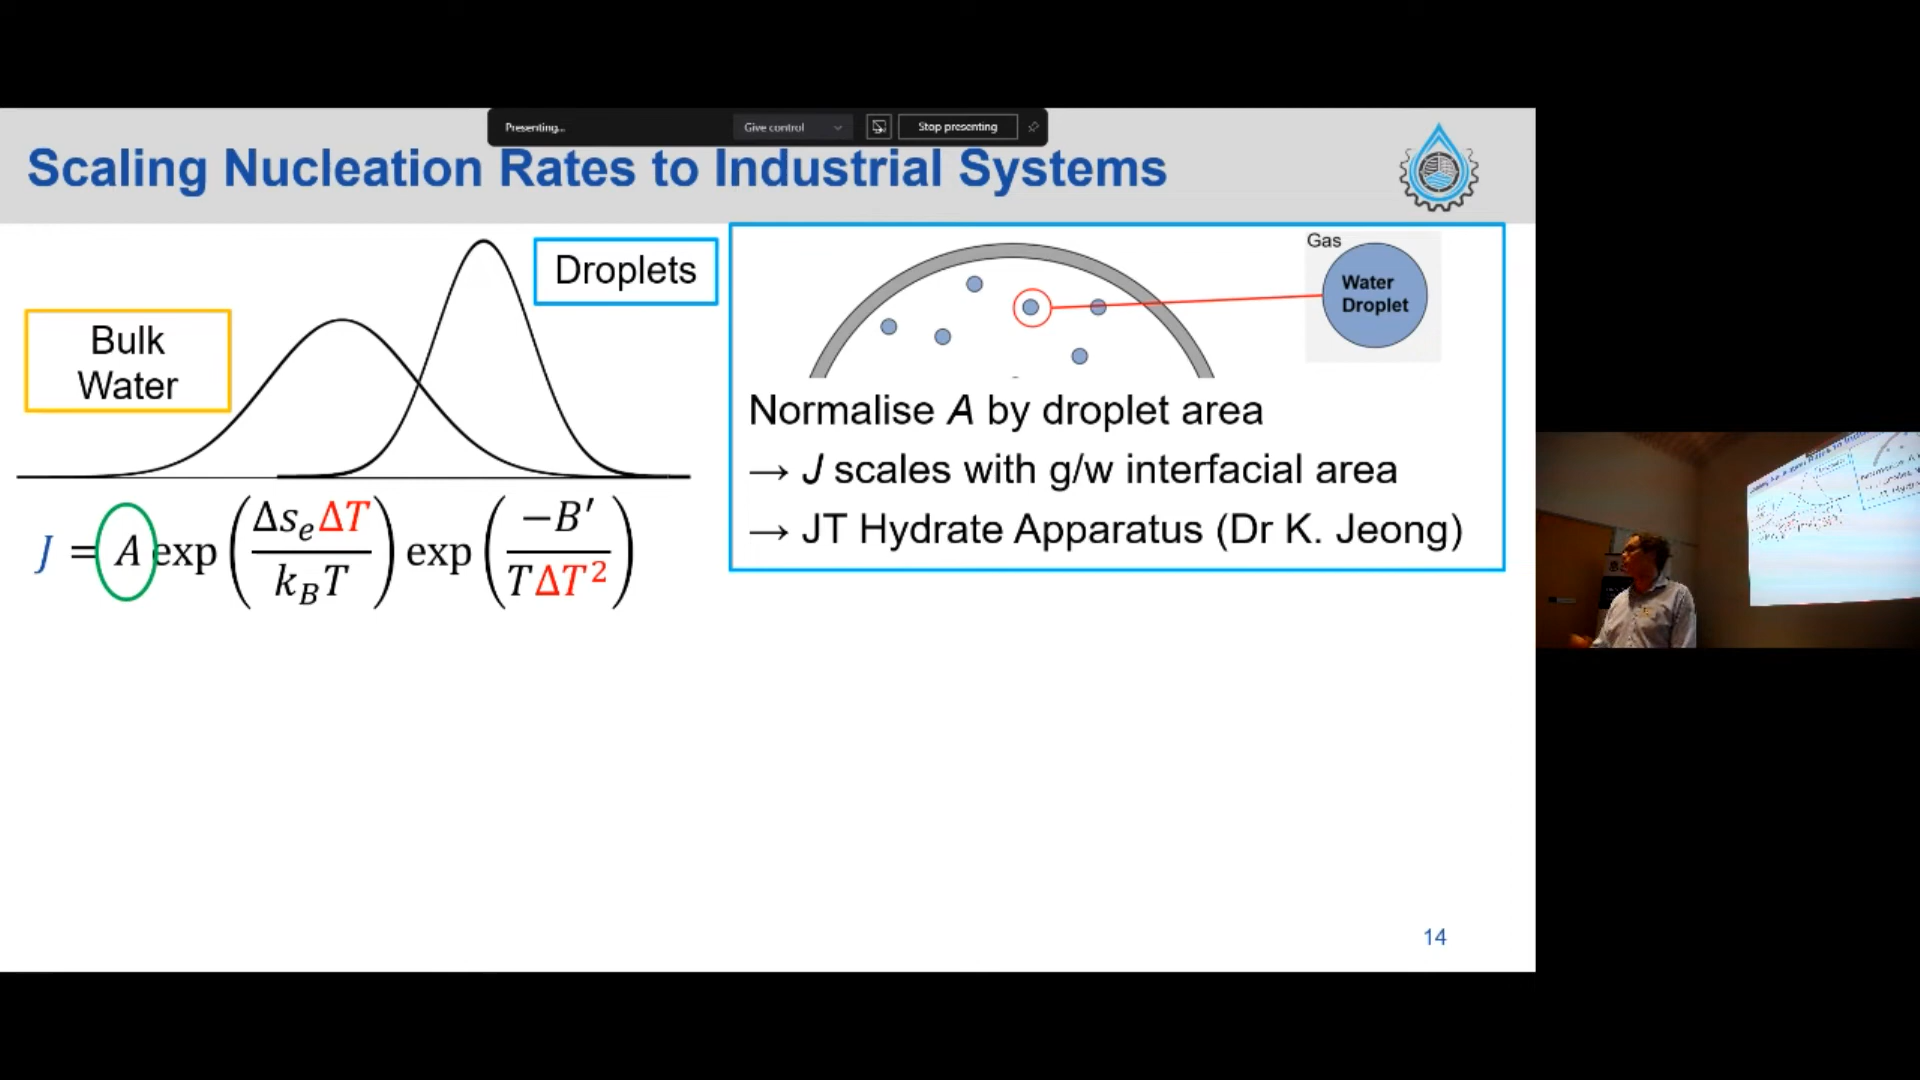 Presenting...
Give control
Stop presenting
Scaling Nucleation Rates to Industrial Systems
Droplets
Bulk
Water
J = A exp(Δs_eΔT / k_BT) exp(−B′ / TΔT²)
Gas
Water
Droplet
Normalise A by droplet area
→ J scales with g/w interfacial area
→ JT Hydrate Apparatus (Dr K. Jeong)
14